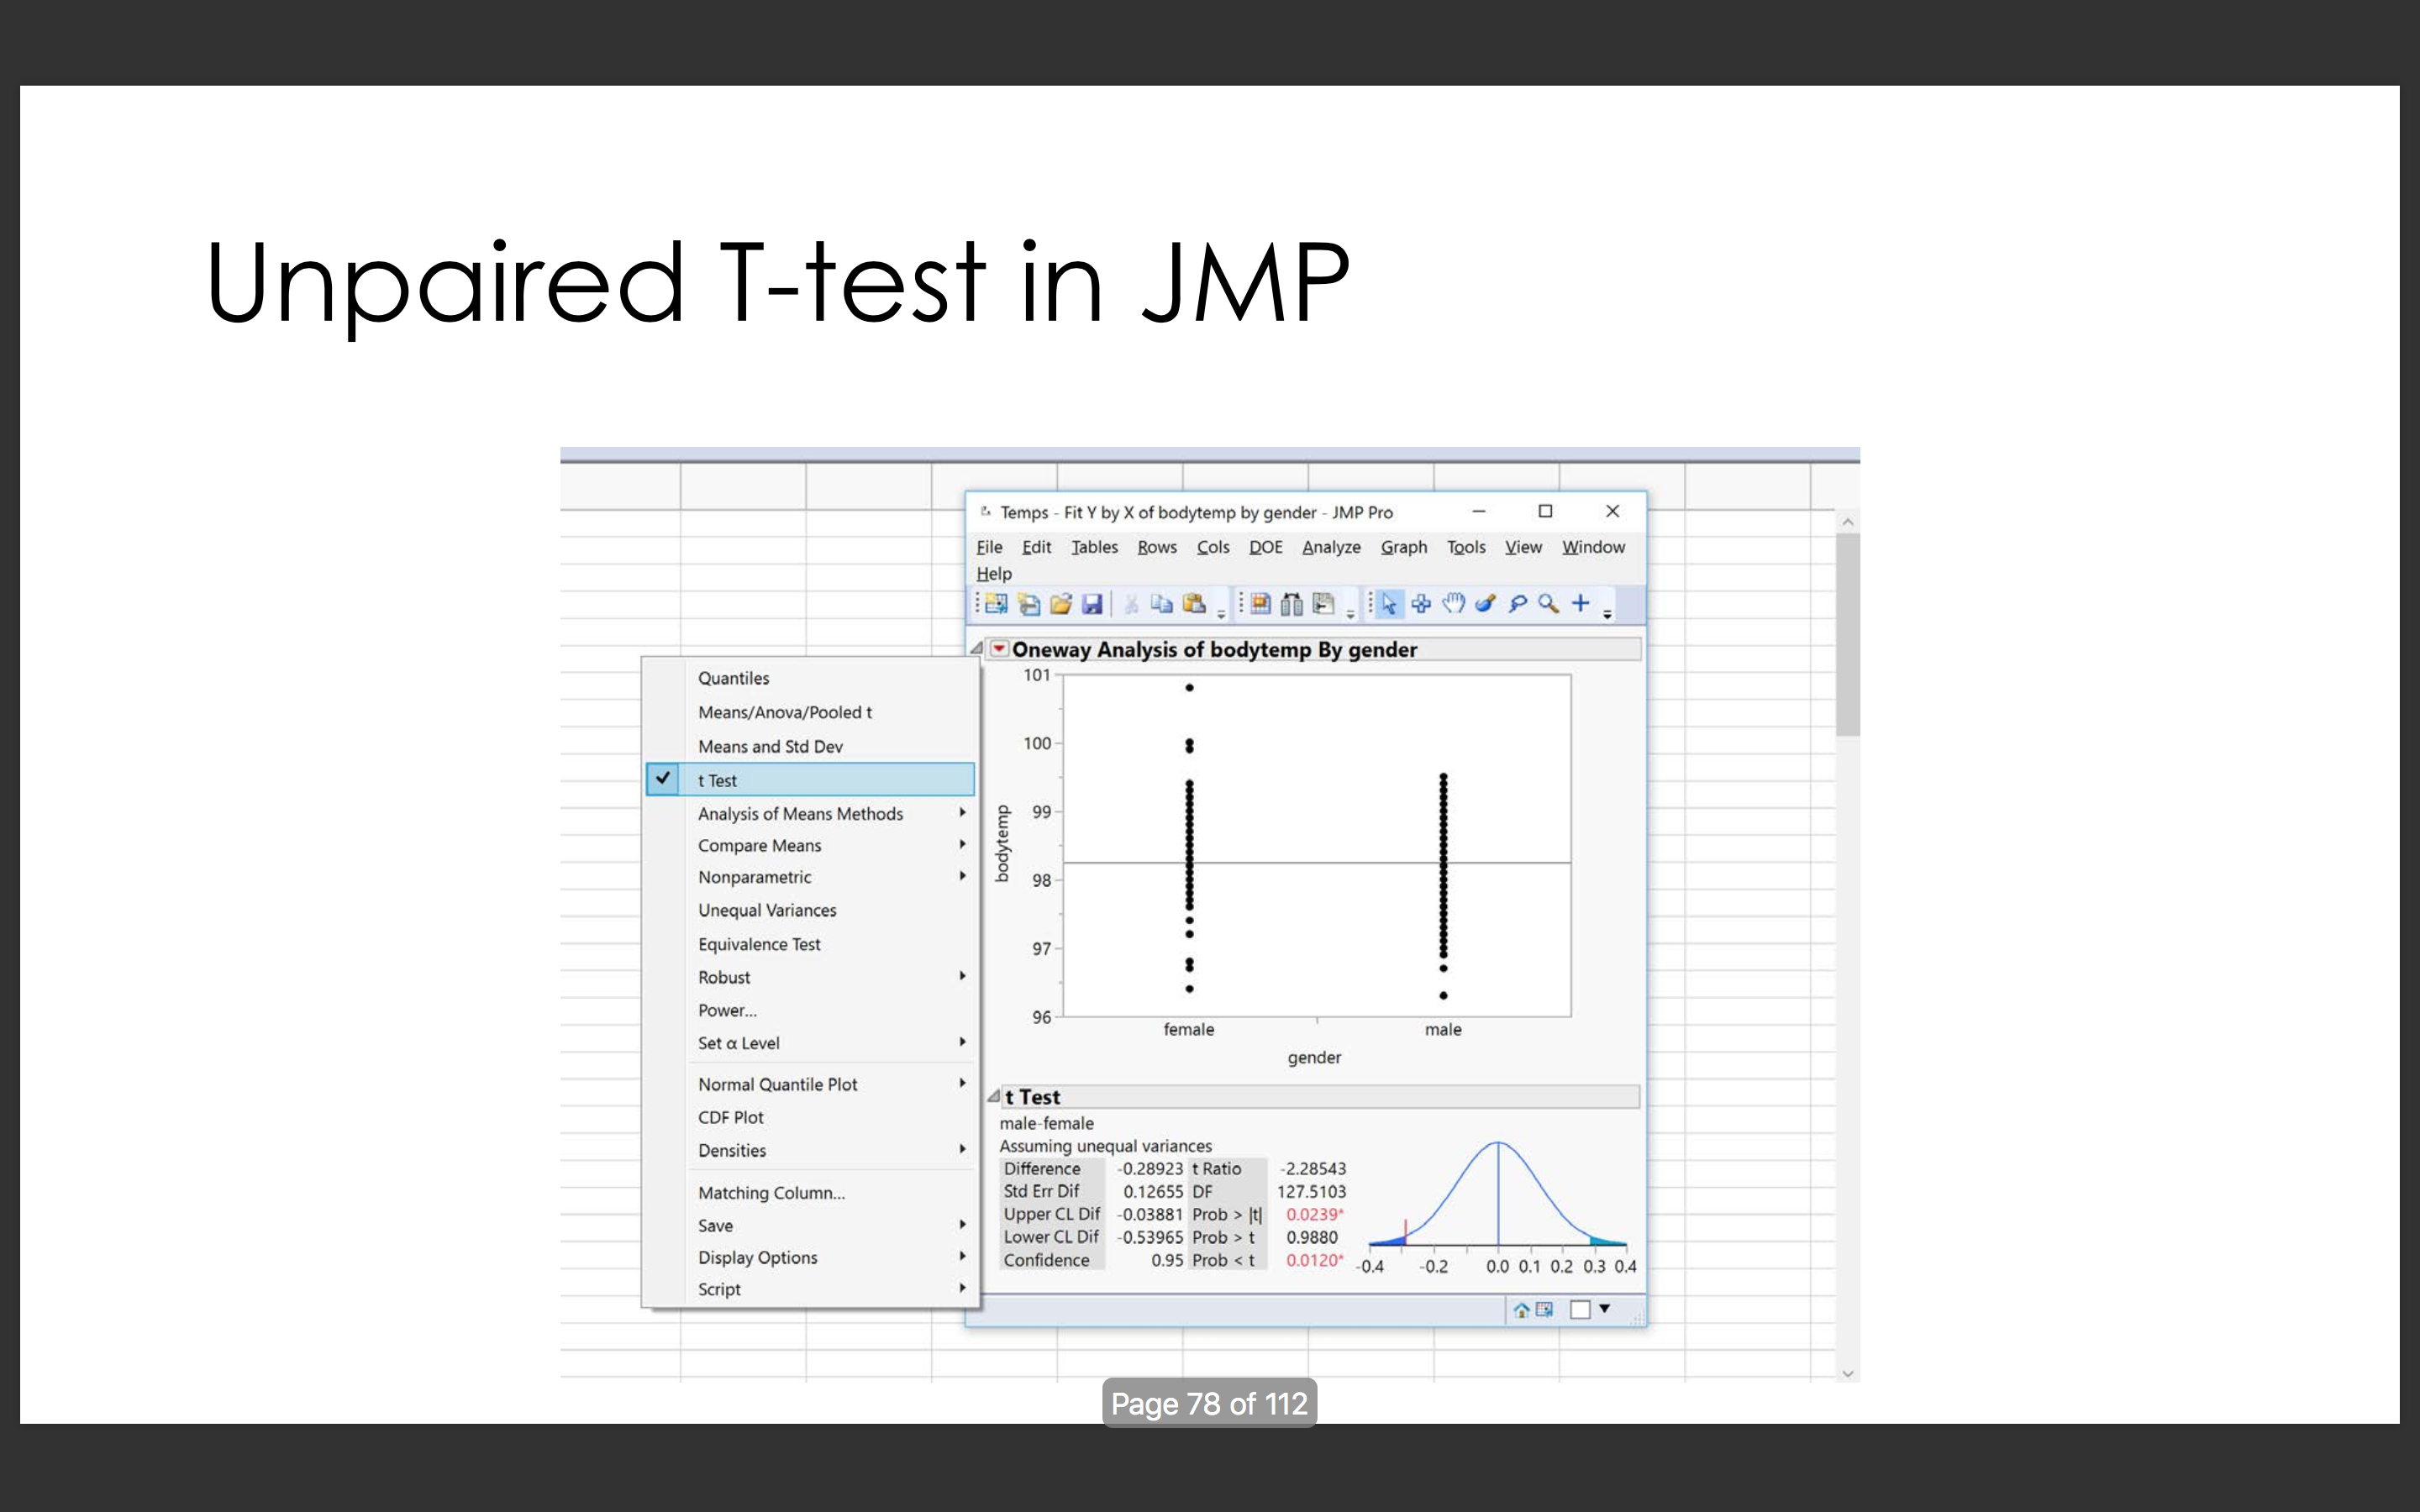 Unpaired T-test in JMP
Temps - Fit Y by X of bodytemp by gender - JMP Pro
File Edit Tables Rows Cols DOE Analyze Graph Tools View Window
Help
Oneway Analysis of bodytemp By gender
Quantiles
Means/Anova/Pooled t
Means and Std Dev
t Test
Analysis of Means Methods
Compare Means
Nonparametric
Unequal Variances
Equivalence Test
Robust
Power...
Set α Level
Normal Quantile Plot
CDF Plot
Densities
Matching Column...
Save
Display Options
Script
101
100
99
98
97
96
bodytemp
female male
gender
t Test
male-female
Assuming unequal variances
Difference -0.28923 t Ratio -2.28543
Std Err Dif 0.12655 DF 127.5103
Upper CL Dif -0.03881 Prob > |t| 0.0239*
Lower CL Dif -0.53965 Prob > t 0.9880
Confidence 0.95 Prob < t 0.0120*
-0.4 -0.2 0.0 0.1 0.2 0.3 0.4
Page 78 of 112